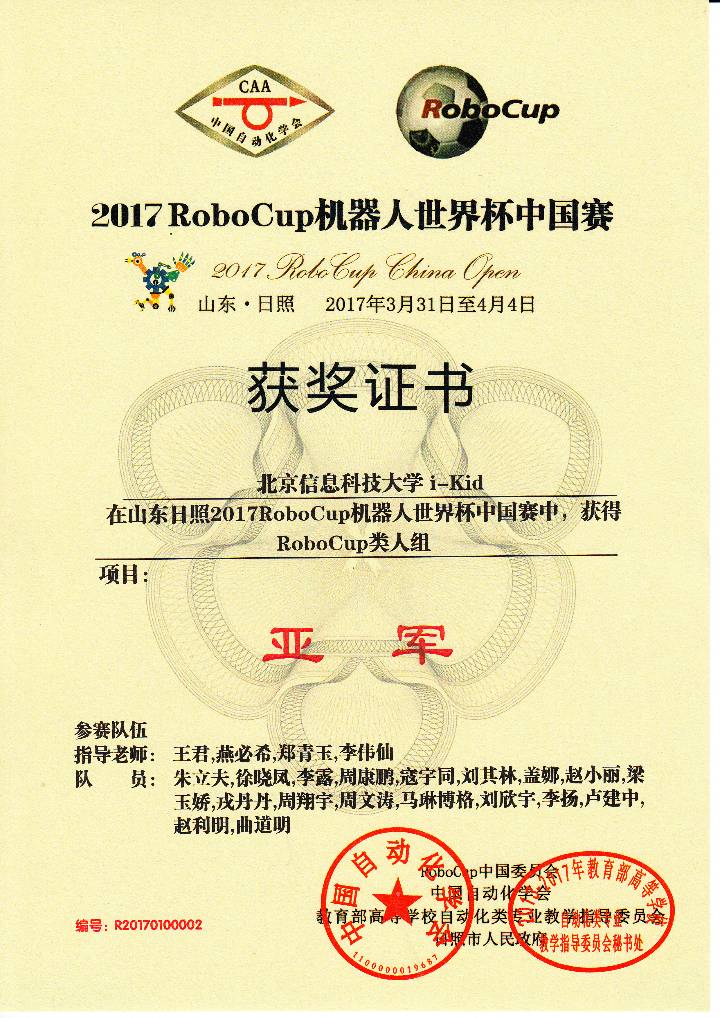 CAA
中国自动化学会
RoboCup
2017 RoboCup机器人世界杯中国赛
2017 RoboCup China Open
山东·日照 2017年3月31日至4月4日
获奖证书
北京信息科技大学 i-Kid
在山东日照2017RoboCup机器人世界杯中国赛中，获得
RoboCup类人组
项目：
亚 军
参赛队伍
指导老师： 王君,燕必希,郑青玉,李伟仙
队 员： 朱立夫,徐晓凤,李露,周康鹏,寇宇同,刘其林,盖娜,赵小丽,梁
玉娇,戎丹丹,周翔宇,周文涛,马琳博格,刘欣宇,李扬,卢建中,
赵利明,曲道明
RoboCup中国委员会
中国自动化学会
教育部高等学校自动化类专业教学指导委员会
日照市人民政府
中国自动化学会
1100000019687
2017年教育部高等学校
自动化类专业
教学指导委员会秘书处
编号：R20170100002